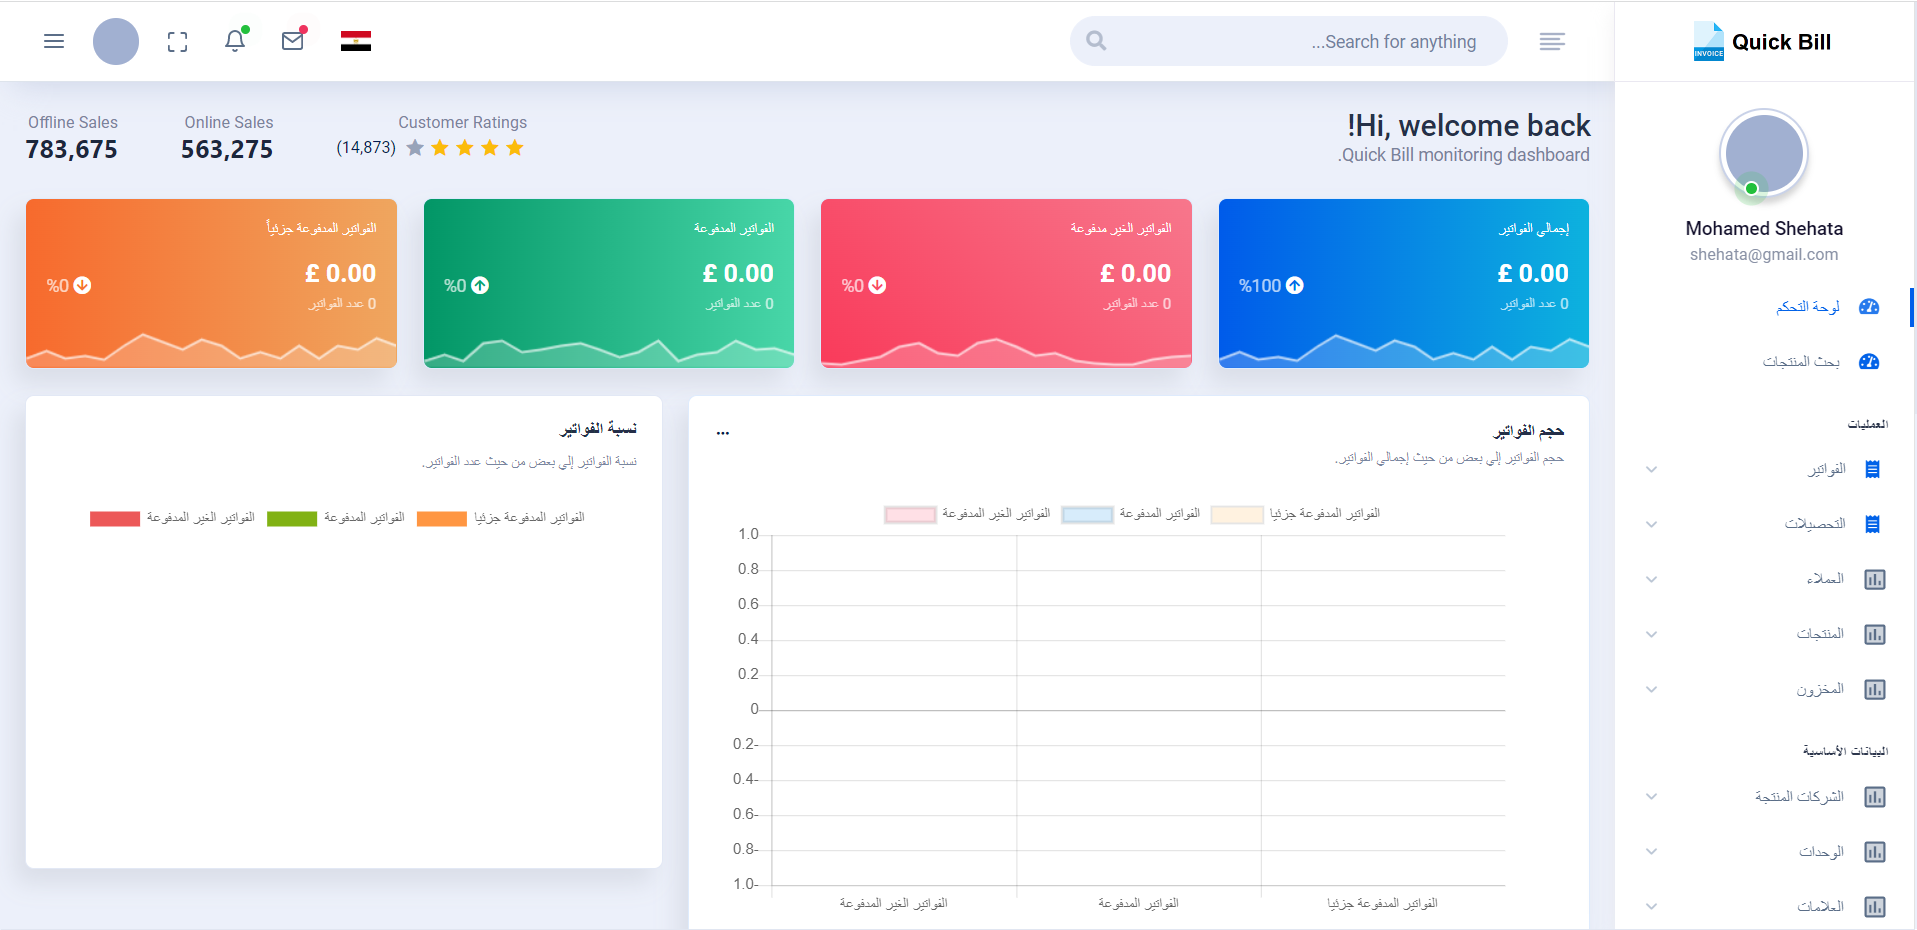 INVOICE
Quick Bill
Search for anything...
Mohamed Shehata
shehata@gmail.com
لوحة التحكم
بحث المنتجات
العمليات
الفواتير
التحصيلات
العملاء
المنتجات
المخزون
البيانات الأساسية
الشركات المنتجة
الوحدات
العلامات
Hi, welcome back!
Quick Bill monitoring dashboard.
Customer Ratings
(14,873)
Online Sales
563,275
Offline Sales
783,675
إجمالي الفواتير
£ 0.00
0 عدد الفواتير
%100
الفواتير الغير مدفوعة
£ 0.00
0 عدد الفواتير
%0
الفواتير المدفوعة
£ 0.00
0 عدد الفواتير
%0
الفواتير المدفوعة جزئياً
£ 0.00
0 عدد الفواتير
%0
حجم الفواتير
حجم الفواتير إلي بعض من حيث إجمالي الفواتير.
الفواتير المدفوعة جزئيا
الفواتير المدفوعة
الفواتير الغير المدفوعة
1.0
0.8
0.6
0.4
0.2
0
0.2-
0.4-
0.6-
0.8-
1.0-
الفواتير المدفوعة جزئيا
الفواتير المدفوعة
الفواتير الغير المدفوعة
نسبة الفواتير
نسبة الفواتير إلي بعض من حيث عدد الفواتير.
الفواتير المدفوعة جزئيا
الفواتير المدفوعة
الفواتير الغير المدفوعة